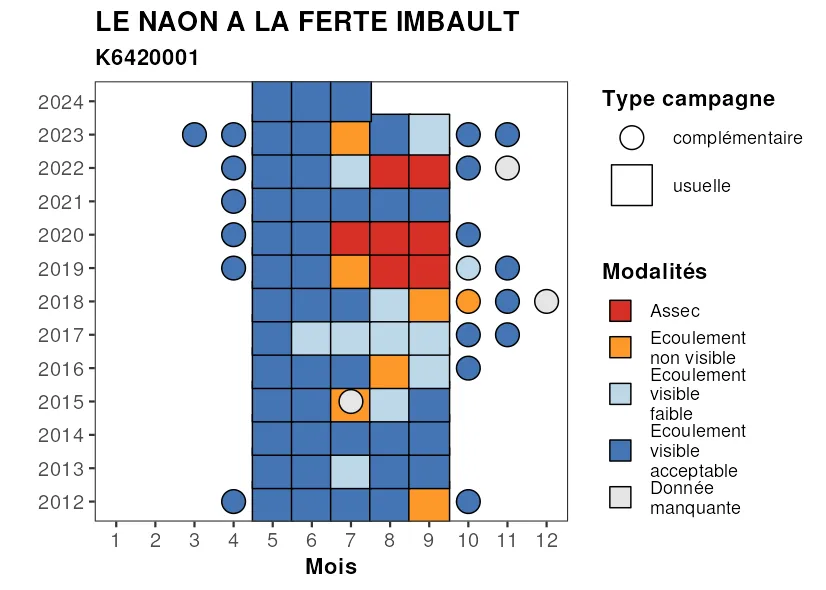 LE NAON A LA FERTE IMBAULT
K6420001
2024
2023
2022
2021
2020
2019
2018
2017
2016
2015
2014
2013
2012
1 2 3 4 5 6 7 8 9 10 11 12
Mois
Type campagne
complémentaire
usuelle
Modalités
Assec
Ecoulement
non visible
Ecoulement
visible
faible
Ecoulement
visible
acceptable
Donnée
manquante